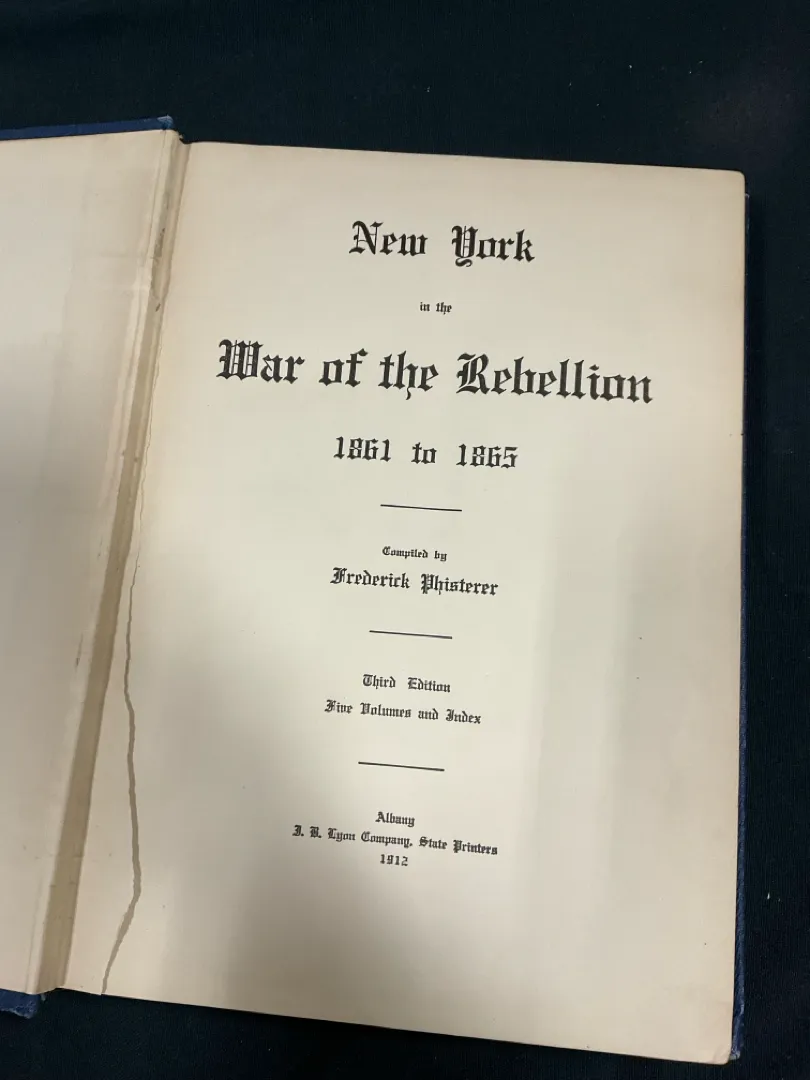 New York
in the
War of the Rebellion
1861 to 1865
Compiled by
Frederick Phisterer
Third Edition
Five Volumes and Index
Albany
J. B. Lyon Company, State Printers
1912